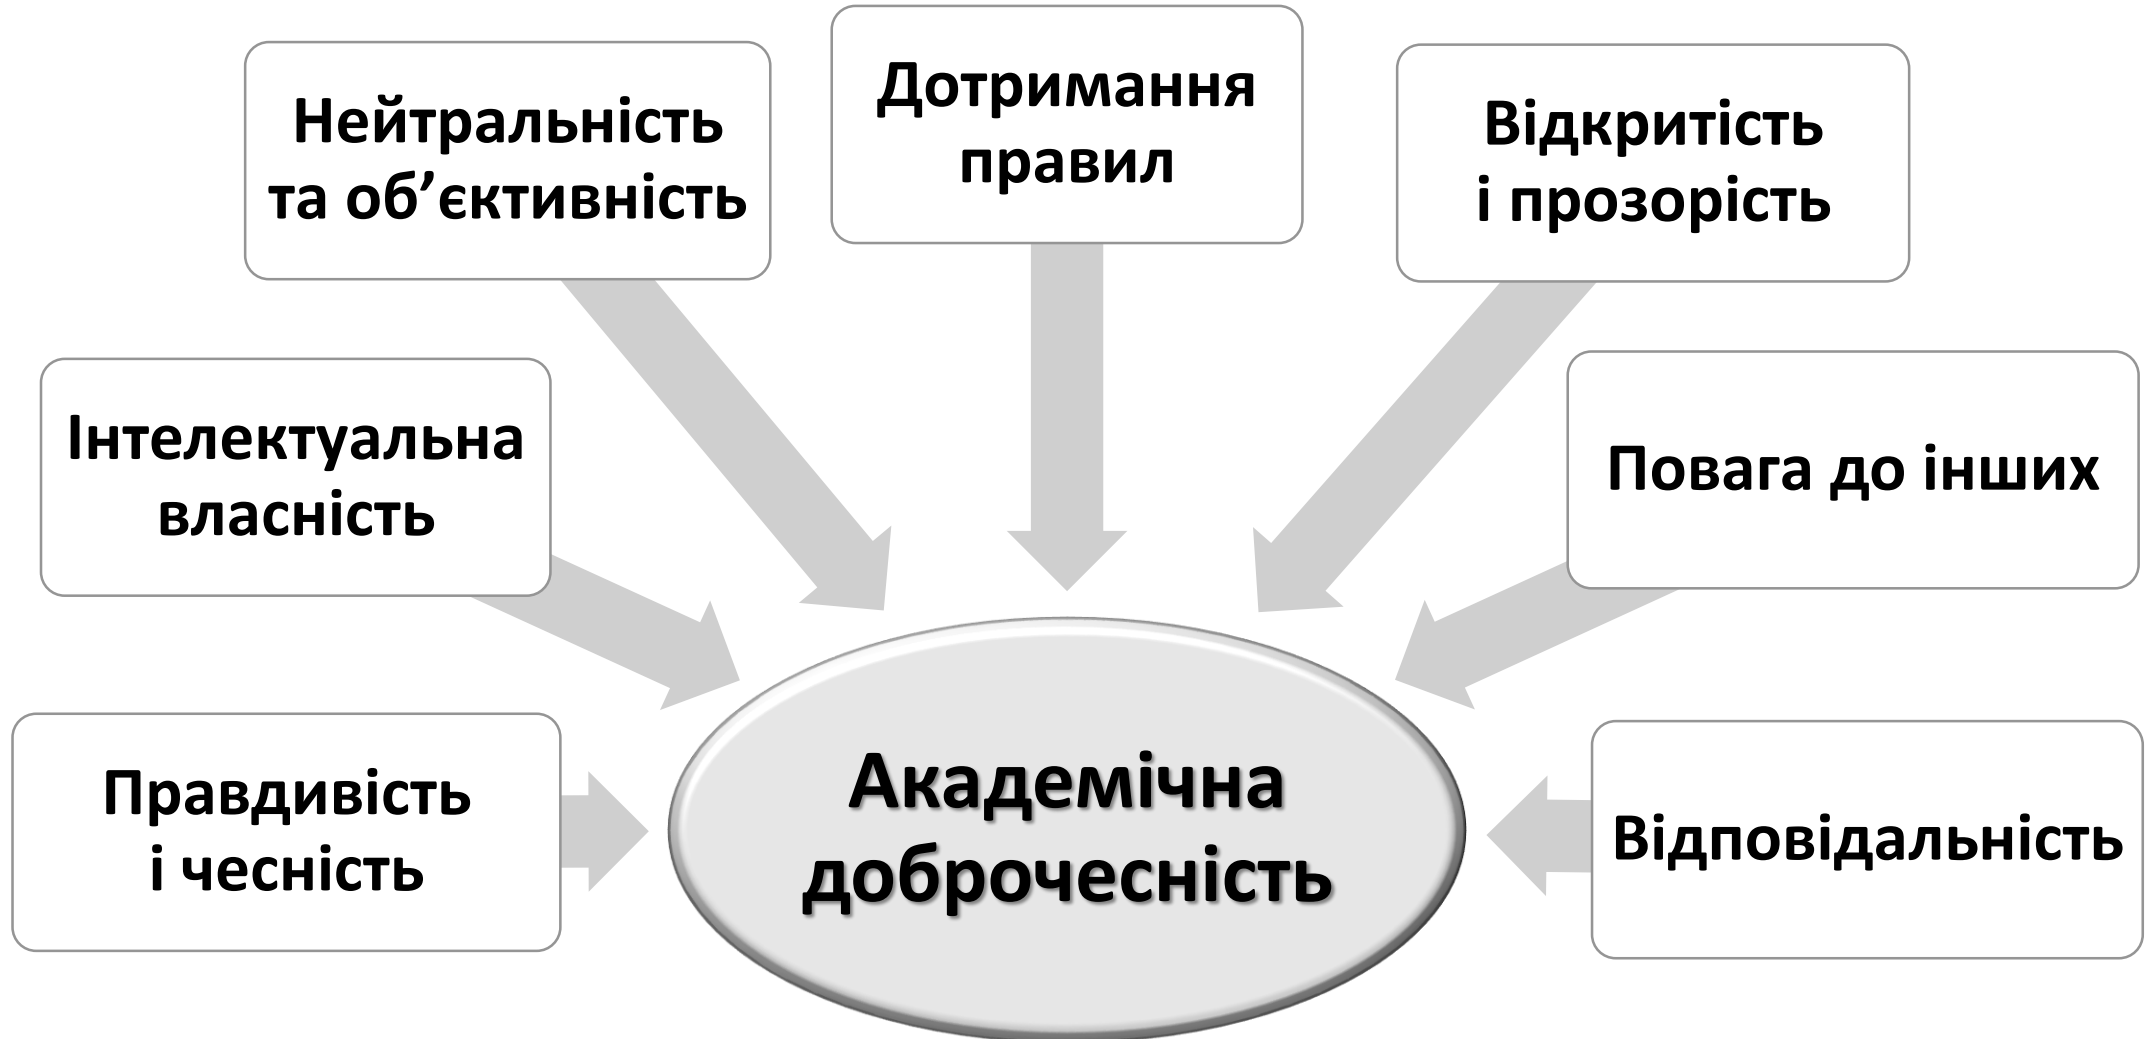 Дотримання
правил
Нейтральність
та об’єктивність
Відкритість
і прозорість
Інтелектуальна
власність
Повага до інших
Правдивість
і чесність
Академічна
доброчесність
Відповідальність